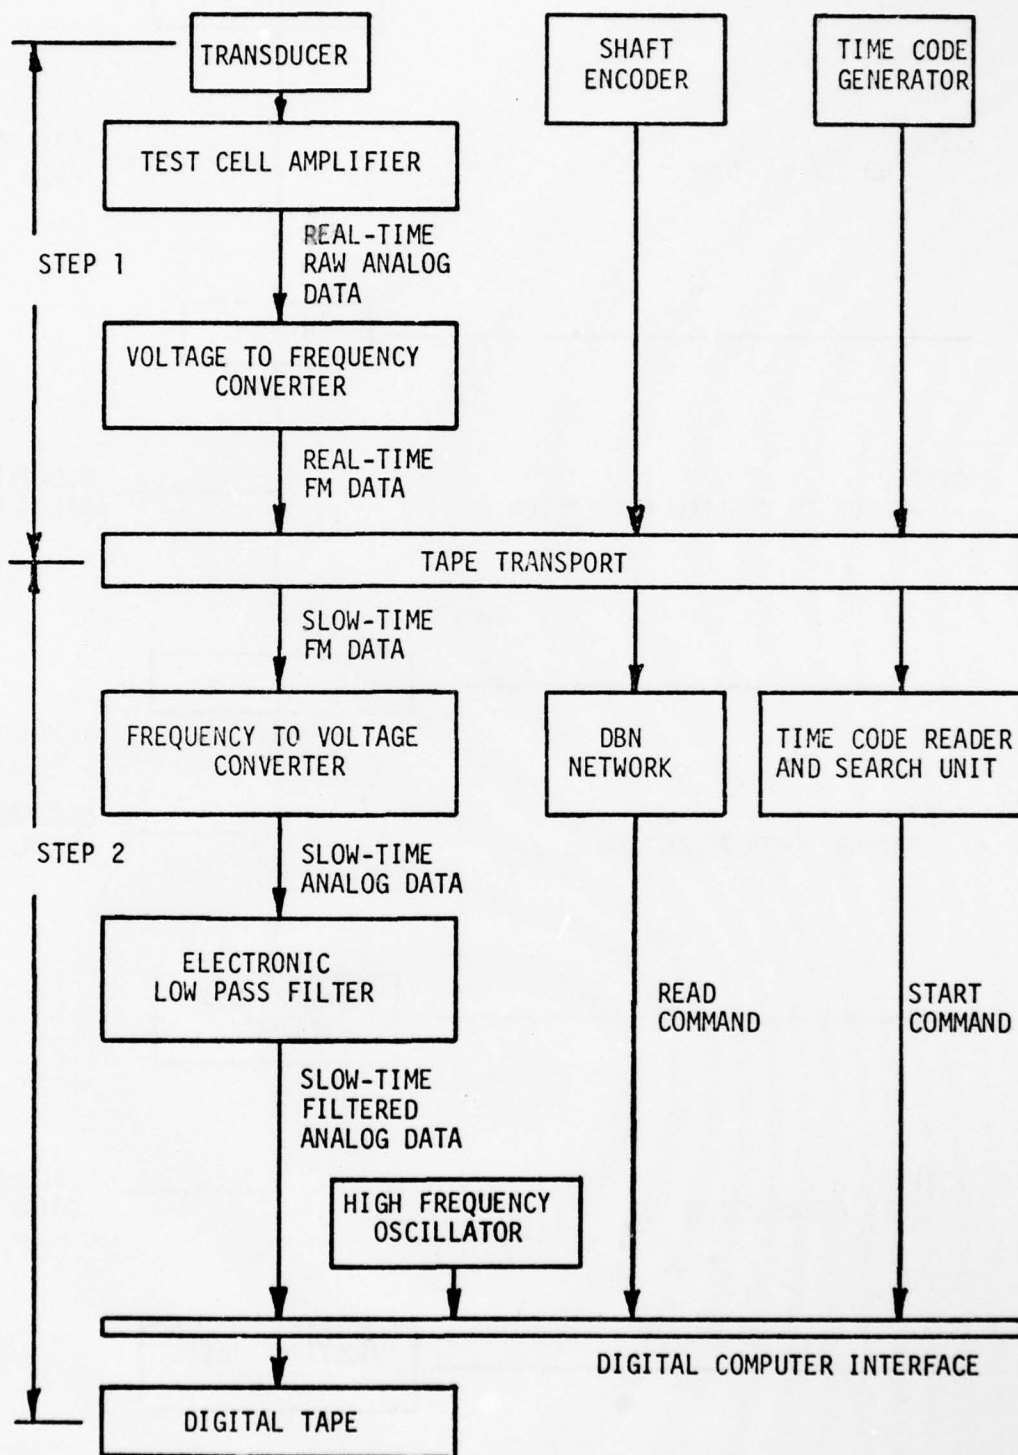 TRANSDUCER
SHAFT
ENCODER
TIME CODE
GENERATOR
TEST CELL AMPLIFIER
REAL-TIME
RAW ANALOG
DATA
STEP 1
VOLTAGE TO FREQUENCY
CONVERTER
REAL-TIME
FM DATA
TAPE TRANSPORT
SLOW-TIME
FM DATA
FREQUENCY TO VOLTAGE
CONVERTER
DBN
NETWORK
TIME CODE READER
AND SEARCH UNIT
STEP 2
SLOW-TIME
ANALOG DATA
ELECTRONIC
LOW PASS FILTER
READ
COMMAND
START
COMMAND
SLOW-TIME
FILTERED
ANALOG DATA
HIGH FREQUENCY
OSCILLATOR
DIGITAL COMPUTER INTERFACE
DIGITAL TAPE